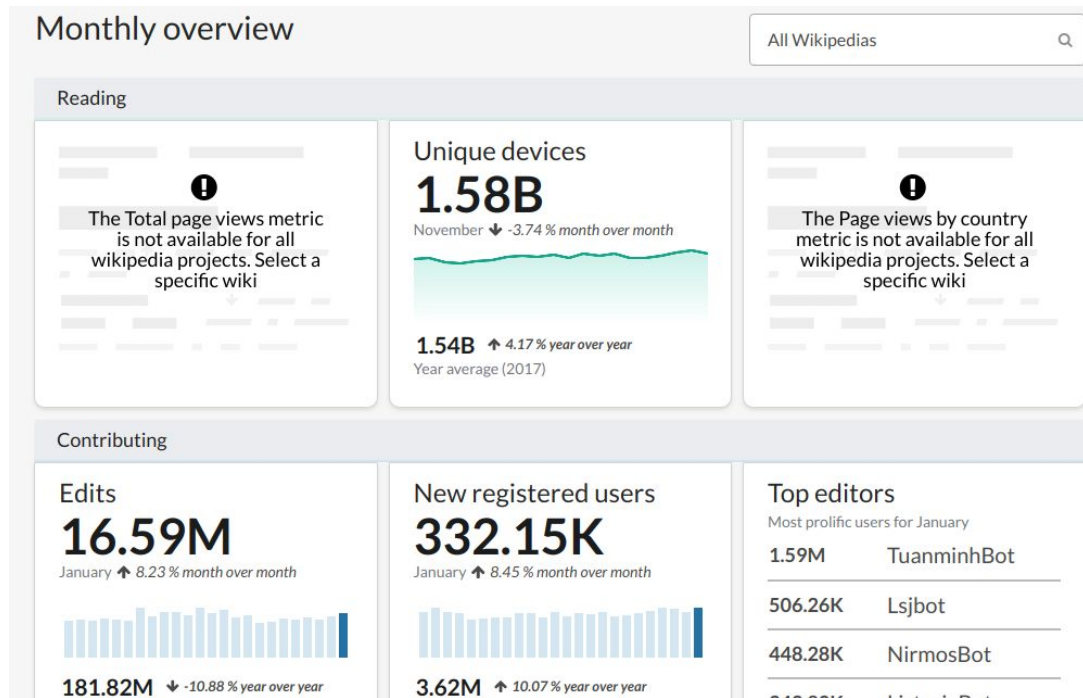 Monthly overview
All Wikipedias
Reading
The Total page views metric
is not available for all
wikipedia projects. Select a
specific wiki
Unique devices
1.58B
November ↓ -3.74 % month over month
1.54B ↑ 4.17 % year over year
Year average (2017)
The Page views by country
metric is not available for all
wikipedia projects. Select a
specific wiki
Contributing
Edits
16.59M
January ↑ 8.23 % month over month
181.82M ↓ -10.88 % year over year
New registered users
332.15K
January ↑ 8.45 % month over month
3.62M ↑ 10.07 % year over year
Top editors
Most prolific users for January
1.59M TuanminhBot
506.26K Lsjbot
448.28K NirmosBot